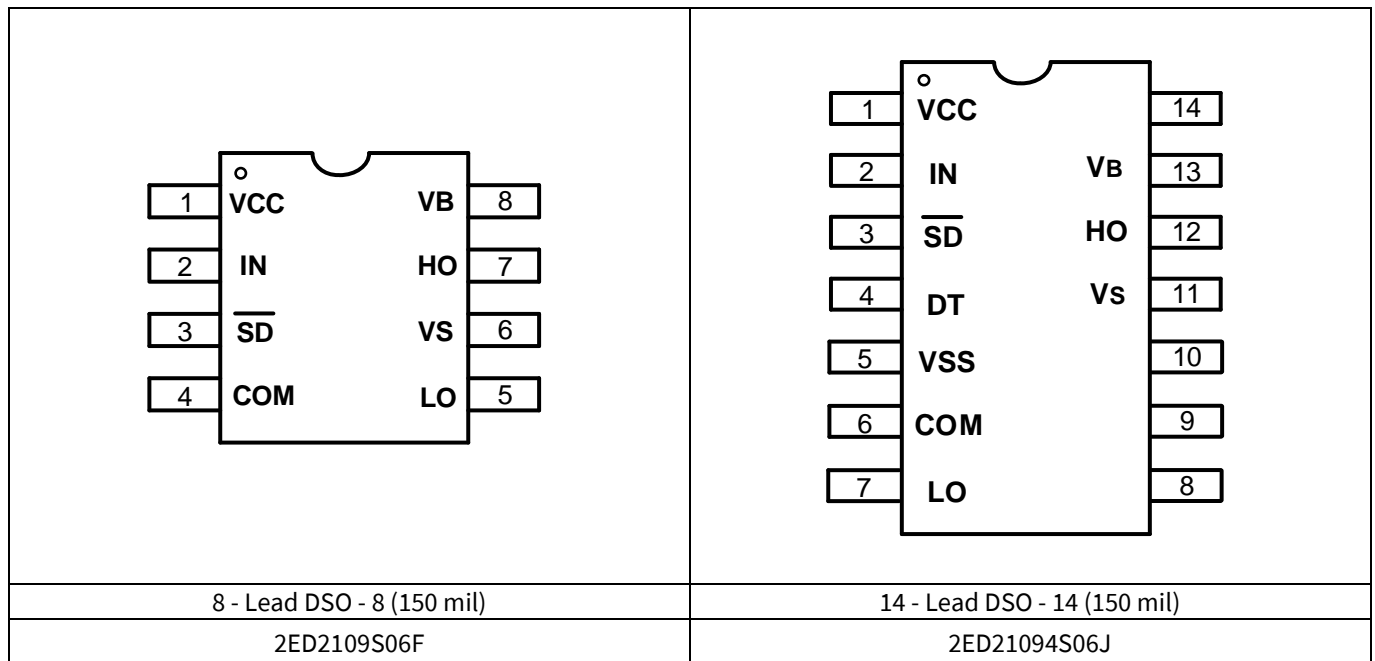 1 VCC VB 8
2 IN HO 7
3 SD VS 6
4 COM LO 5
8 - Lead DSO - 8 (150 mil)
2ED2109S06F
1 VCC 14
2 IN VB 13
3 SD HO 12
4 DT VS 11
5 VSS 10
6 COM 9
7 LO 8
14 - Lead DSO - 14 (150 mil)
2ED21094S06J